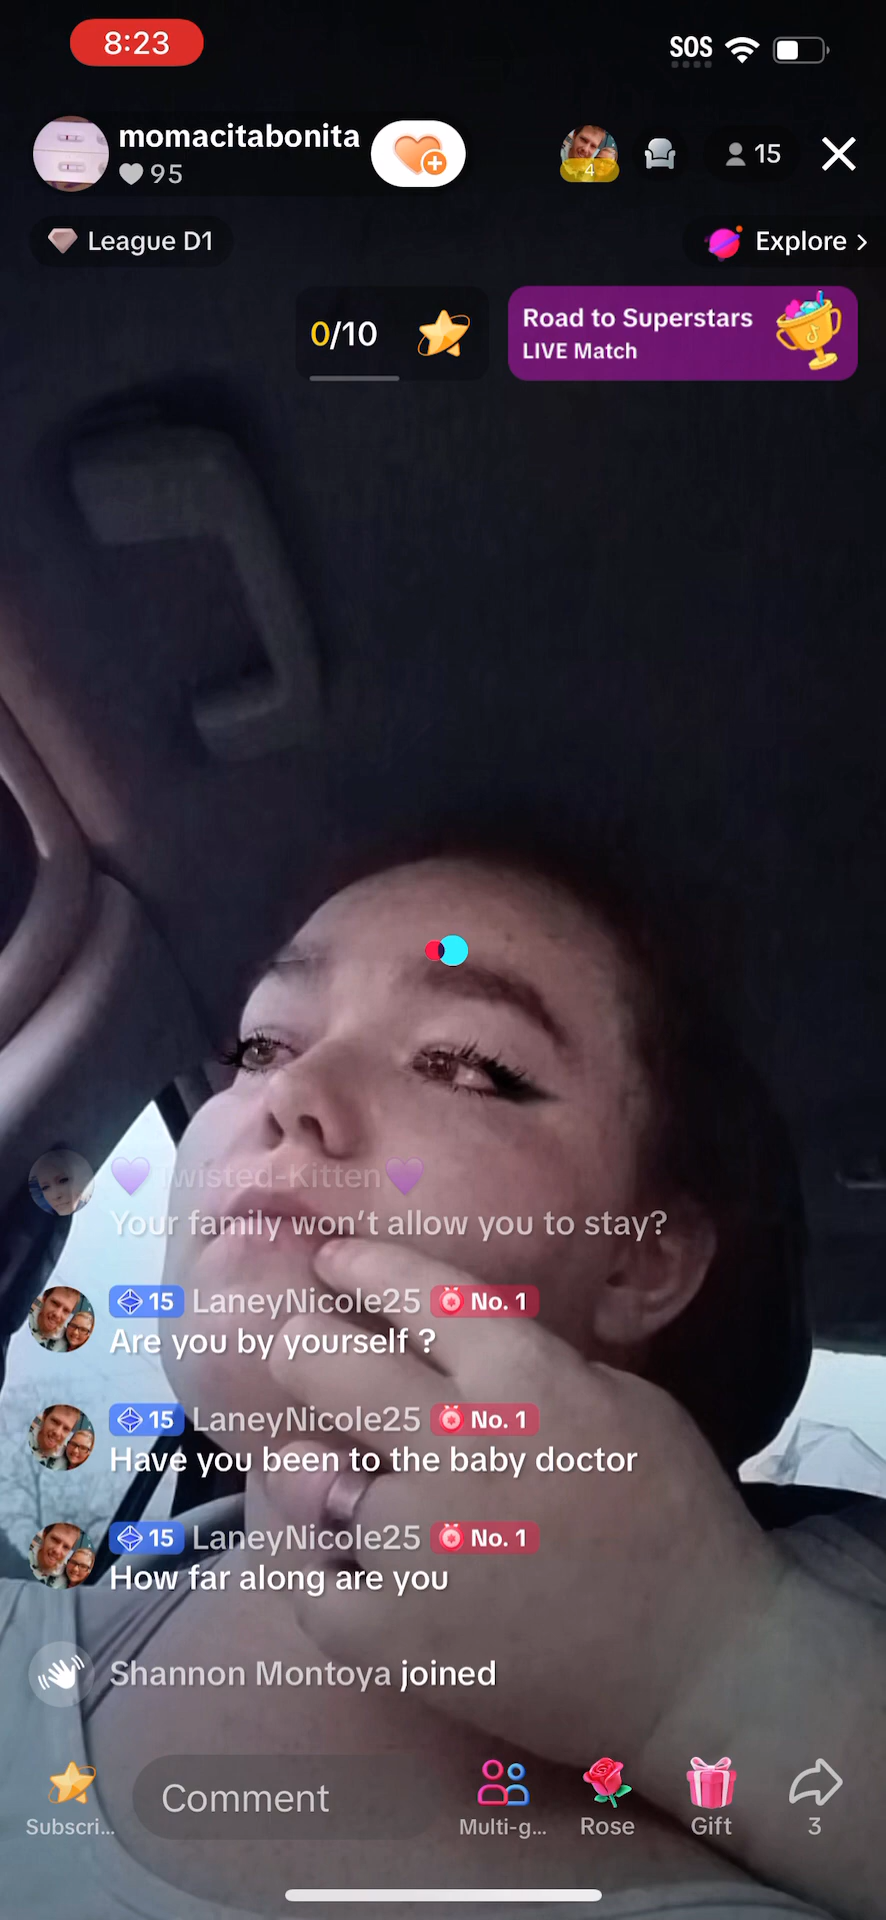 8:23
SOS
momacitabonita
95
4
15
League D1
Explore >
0/10
Road to Superstars
LIVE Match
💜Twisted-Kitten💜
Your family won't allow you to stay?
15 LaneyNicole25 No. 1
Are you by yourself ?
15 LaneyNicole25 No. 1
Have you been to the baby doctor
15 LaneyNicole25 No. 1
How far along are you
Shannon Montoya joined
Comment
Subscri...
Multi-g...
Rose
Gift
3